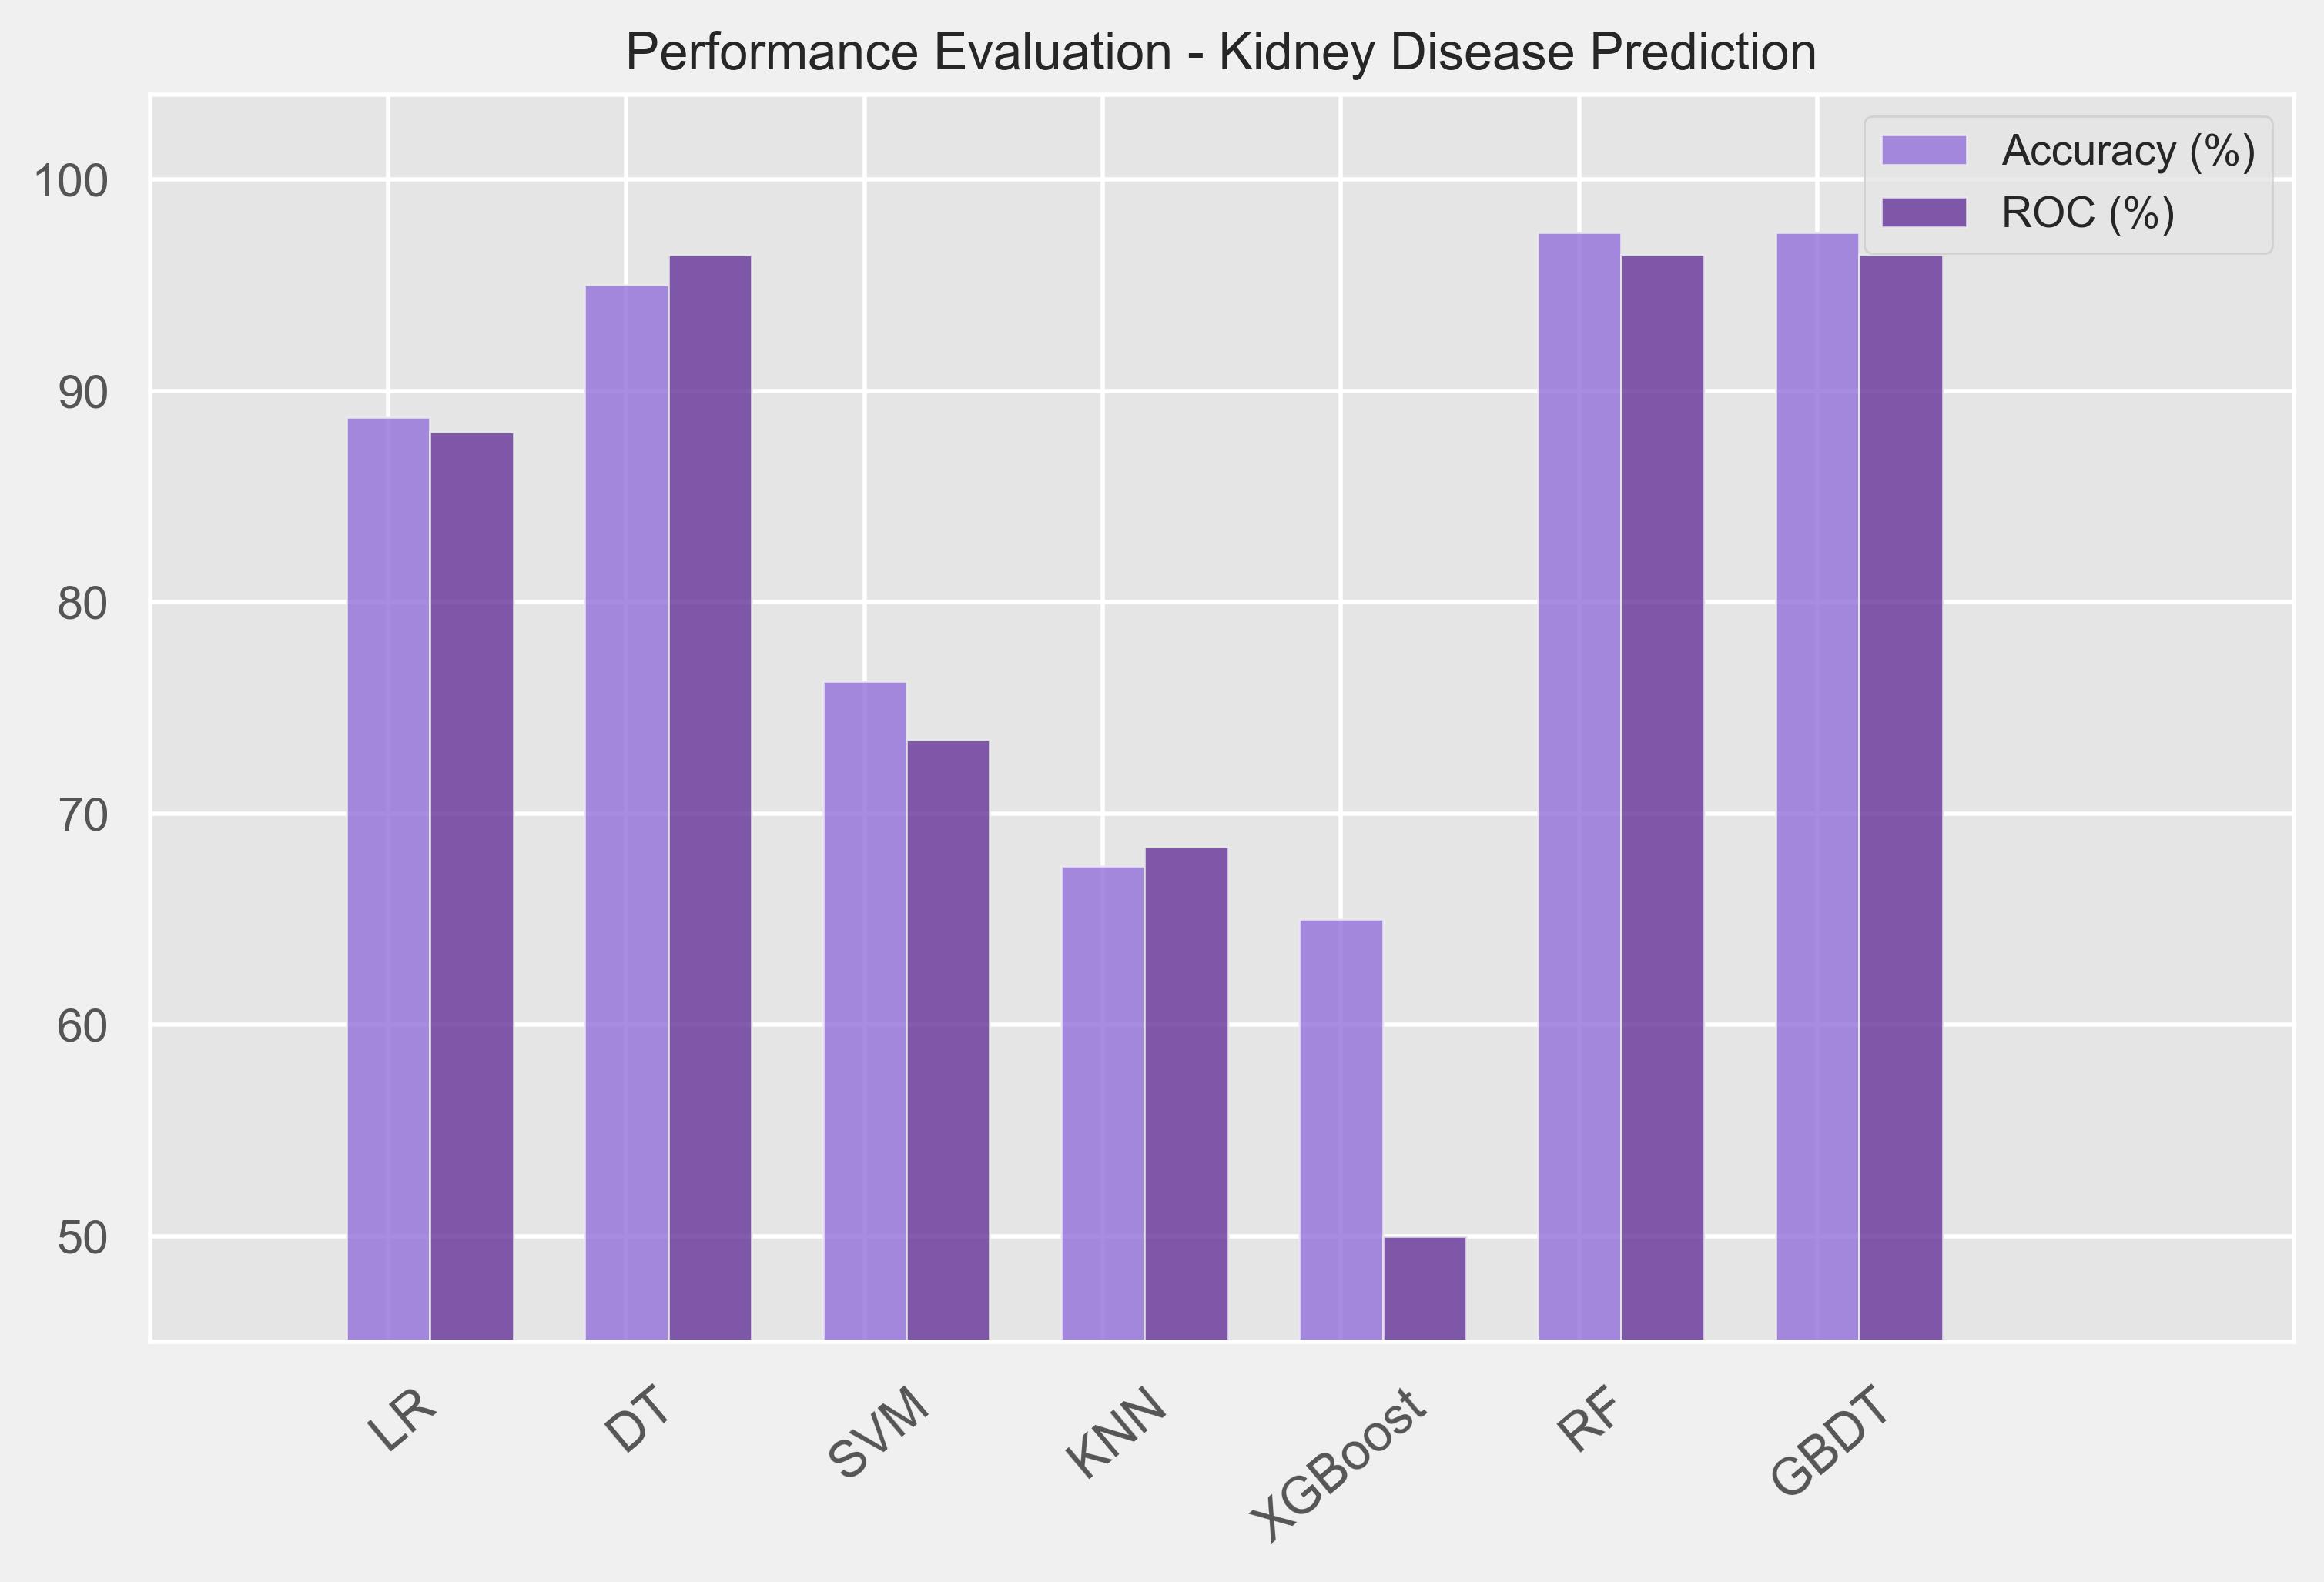 Performance Evaluation - Kidney Disease Prediction
Accuracy (%)
ROC (%)
100
90
80
70
60
50
LR
DT
SVM
KNN
XGBoost
RF
GBDT